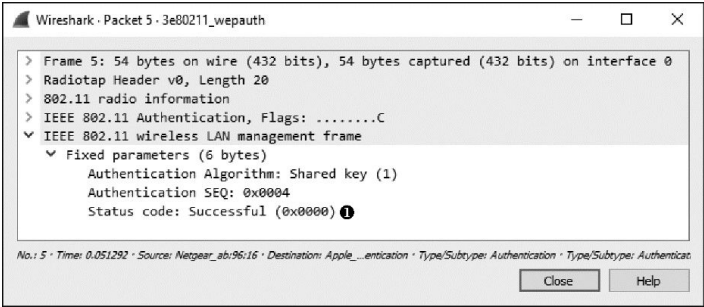 Wireshark · Packet 5 · 3e80211_wepauth
Frame 5: 54 bytes on wire (432 bits), 54 bytes captured (432 bits) on interface 0
Radiotap Header v0, Length 20
802.11 radio information
IEEE 802.11 Authentication, Flags: ........C
IEEE 802.11 wireless LAN management frame
Fixed parameters (6 bytes)
Authentication Algorithm: Shared key (1)
Authentication SEQ: 0x0004
Status code: Successful (0x0000) ❶
No.: 5 · Time: 0.051292 · Source: Netgear_ab:96:16 · Destination: Apple_...entication · Type/Subtype: Authentication · Type/Subtype: Authenticati
Close Help